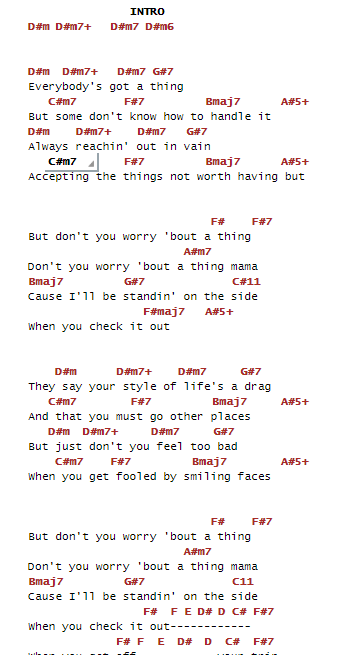 INTRO
D#m D#m7+ D#m7 D#m6
D#m D#m7+ D#m7 G#7
Everybody's got a thing
C#m7 F#7 Bmaj7 A#5+
But some don't know how to handle it
D#m D#m7+ D#m7 G#7
Always reachin' out in vain
C#m7 F#7 Bmaj7 A#5+
Accepting the things not worth having but
F# F#7
But don't you worry 'bout a thing
A#m7
Don't you worry 'bout a thing mama
Bmaj7 G#7 C#11
Cause I'll be standin' on the side
F#maj7 A#5+
When you check it out
D#m D#m7+ D#m7 G#7
They say your style of life's a drag
C#m7 F#7 Bmaj7 A#5+
And that you must go other places
D#m D#m7+ D#m7 G#7
But just don't you feel too bad
C#m7 F#7 Bmaj7 A#5+
When you get fooled by smiling faces
F# F#7
But don't you worry 'bout a thing
A#m7
Don't you worry 'bout a thing mama
Bmaj7 G#7 C11
Cause I'll be standin' on the side
F# F E D# D C# F#7
When you check it out------------
F# F E D# D C# F#7